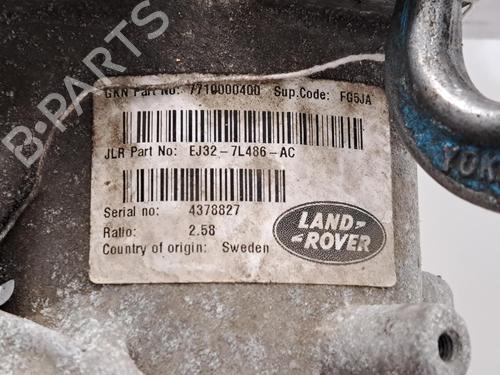 GKN Part No: 7710000400 Sup.Code: FG5JA
JLR Part No: EJ32-7L486-AC
Serial no: 4378827
Ratio: 2.58
Country of origin: Sweden
LAND-
-ROVER
B-PARTS
YOK